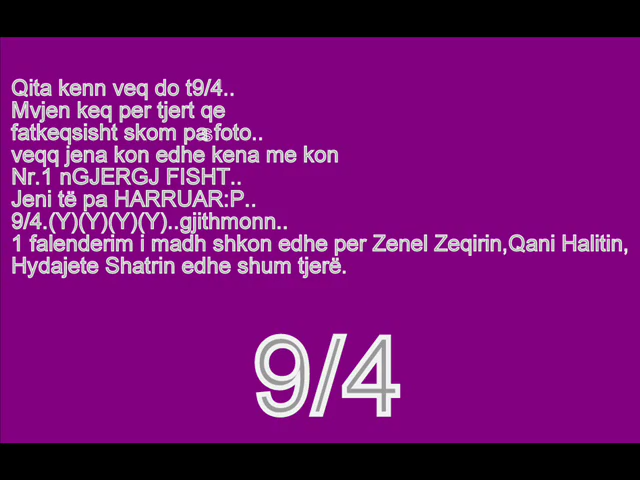 Qita kenn veq do t9/4..
Mvjen keq per tjert qe
fatkeqsisht skom pas foto..
veqq jena kon edhe kena me kon
Nr.1 nGJERGJ FISHT..
Jeni të pa HARRUAR:P..
9/4.(Y)(Y)(Y)(Y)..gjithmonn..
1 falenderim i madh shkon edhe per Zenel Zeqirin,Qani Halitin,
Hydajete Shatrin edhe shum tjerë.
9/4